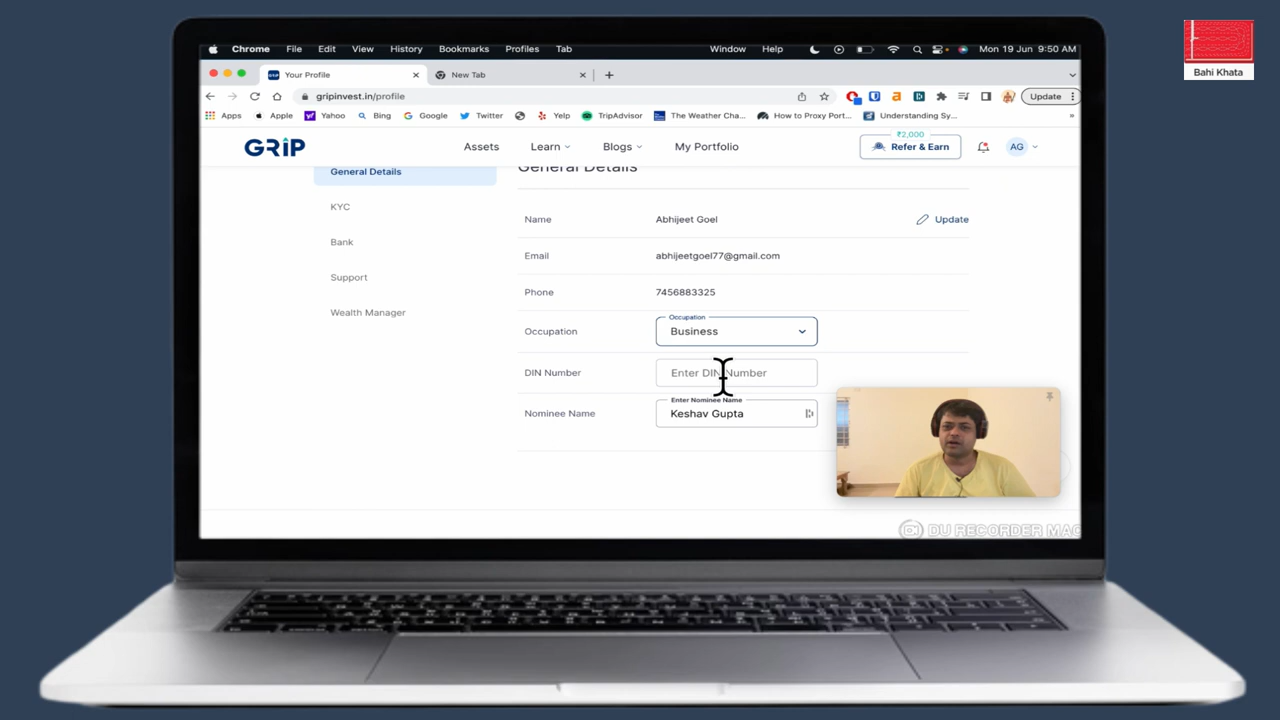 Bahi Khata
Chrome File Edit View History Bookmarks Profiles Tab Window Help Mon 19 Jun 9:50 AM
GRIP Your Profile New Tab
gripinvest.in/profile Update
Apps Apple Yahoo Bing Google Twitter Yelp TripAdvisor The Weather Cha... How to Proxy Port... Understanding Sy... »
GRIP Assets Learn Blogs My Portfolio ₹2,000 Refer & Earn AG
General Details General Details
KYC Name Abhijeet Goel Update
Bank Email abhijeetgoel77@gmail.com
Support Phone 7456883325
Wealth Manager
Occupation Occupation Business
DIN Number Enter DIN Number
Nominee Name Enter Nominee Name Keshav Gupta
DU RECORDER MAC